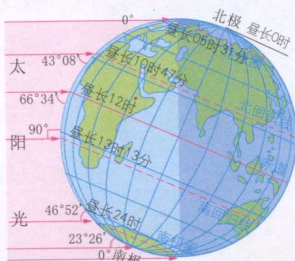 0°
北极 昼长0时
昼长05时31分
太
43°08′
昼长10时47分
66°34′
昼长12时
90°
阳
昼长13时13分
46°52′
光
昼长24时
23°26′
0°
南极